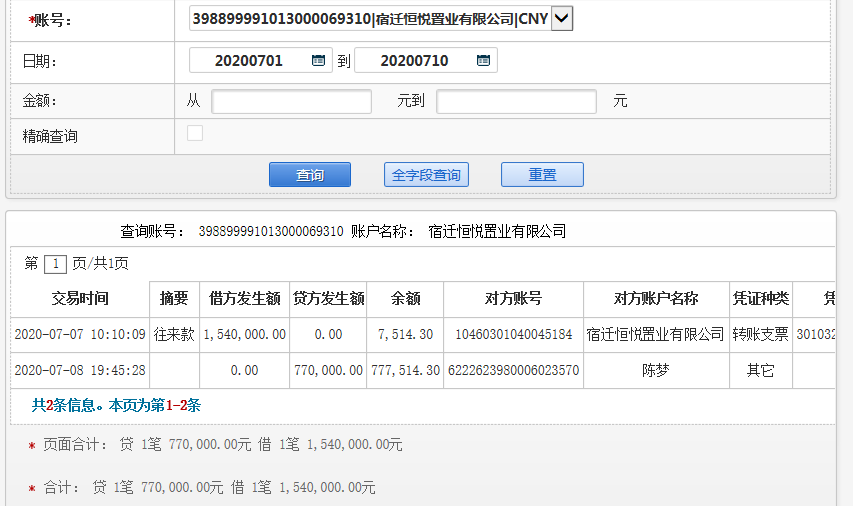 *账号： 398899991013000069310|宿迁恒悦置业有限公司|CNY
日期： 20200701 到 20200710
金额： 从 元到 元
精确查询
查询 全字段查询 重置
查询账号： 398899991013000069310 账户名称： 宿迁恒悦置业有限公司
第 1 页/共1页
交易时间 摘要 借方发生额 贷方发生额 余额 对方账号 对方账户名称 凭证种类
2020-07-07 10:10:09 往来款 1,540,000.00 0.00 7,514.30 10460301040045184 宿迁恒悦置业有限公司 转账支票 301032
2020-07-08 19:45:28 0.00 770,000.00 777,514.30 6222623980006023570 陈梦 其它
共2条信息。本页为第1-2条
* 页面合计： 贷 1笔 770,000.00元 借 1笔 1,540,000.00元
* 合计： 贷 1笔 770,000.00元 借 1笔 1,540,000.00元